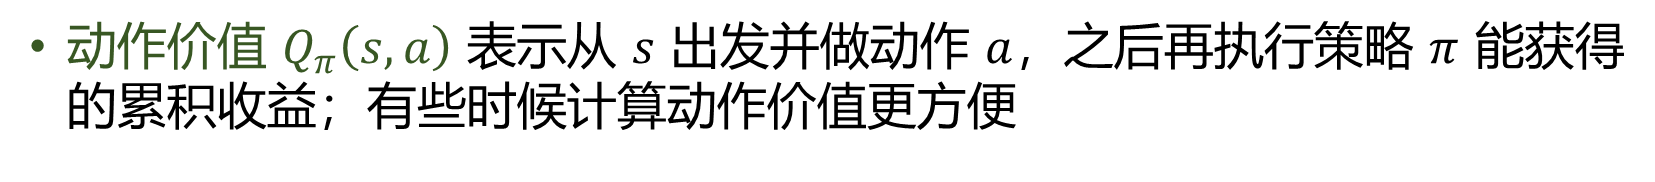 • 动作价值 𝑄𝜋(𝑠, 𝑎) 表示从 𝑠 出发并做动作 𝑎，之后再执行策略 𝜋 能获得
的累积收益；有些时候计算动作价值更方便